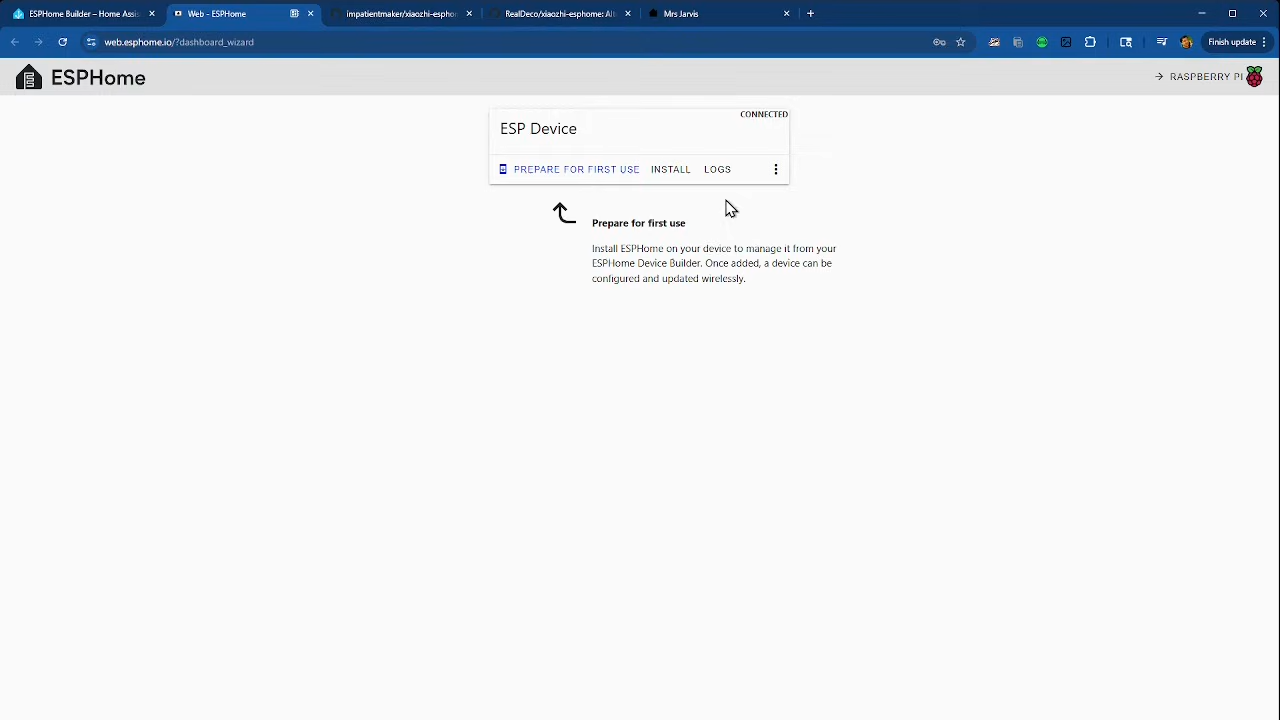 ESPHome Builder – Home Assis
Web - ESPHome
impatientmaker/xiaozhi-esphom
RealDeco/xiaozhi-esphome: Alte
Mrs Jarvis
web.esphome.io/?dashboard_wizard
Finish update
ESPHome
RASPBERRY PI
CONNECTED
ESP Device
PREPARE FOR FIRST USE
INSTALL
LOGS
Prepare for first use
Install ESPHome on your device to manage it from your
ESPHome Device Builder. Once added, a device can be
configured and updated wirelessly.